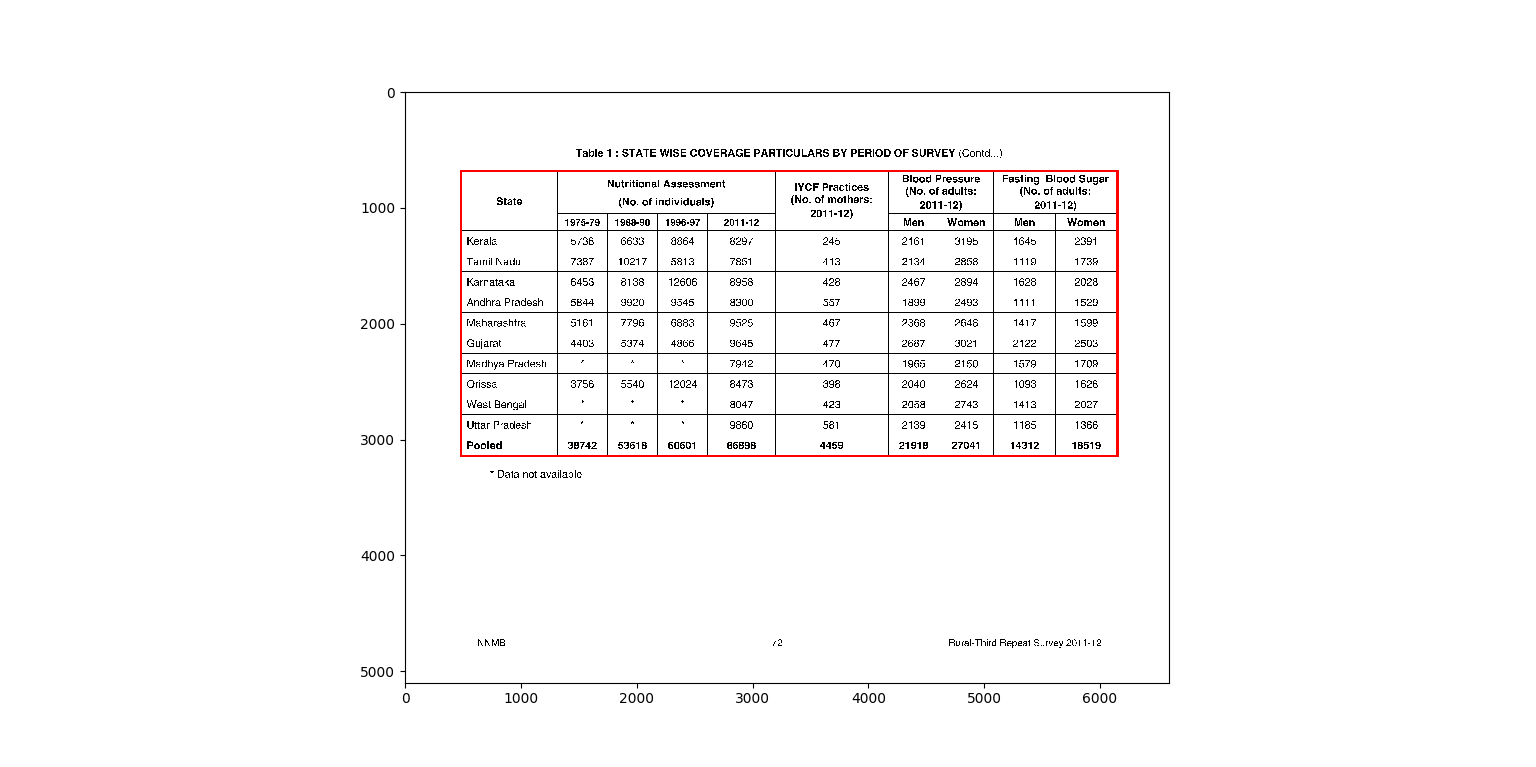 0
1000
2000
3000
4000
5000
Table 1 : STATE WISE COVERAGE PARTICULARS BY PERIOD OF SURVEY (Contd...)
State Nutritional Assessment (No. of individuals) IYCF Practices (No. of mothers: 2011-12) Blood Pressure (No. of adults: 2011-12) Fasting Blood Sugar (No. of adults: 2011-12)
1975-79 1988-90 1996-97 2011-12 Men Women Men Women
Kerala 5738 6633 8864 8297 245 2161 3195 1645 2391
Tamil Nadu 7387 10217 5813 7851 413 2134 2858 1119 1739
Karnataka 6453 8138 12606 8958 428 2467 2894 1628 2028
Andhra Pradesh 5844 9920 9545 8300 557 1899 2493 1111 1529
Maharashtra 5161 7796 6883 9525 467 2368 2648 1417 1599
Gujarat 4403 5374 4866 9645 477 2687 3021 2122 2503
Madhya Pradesh * * * 7942 470 1965 2150 1579 1709
Orissa 3756 5540 12024 8473 398 2040 2624 1093 1628
West Bengal * * * 8047 423 2058 2743 1413 2027
Uttar Pradesh * * * 9860 581 2139 2415 1185 1366
Pooled 38742 53618 60601 86898 4459 21918 27041 14312 18519
* Data not available
NNMB 72 Rural-Third Repeat Survey 2011-12
0 1000 2000 3000 4000 5000 6000